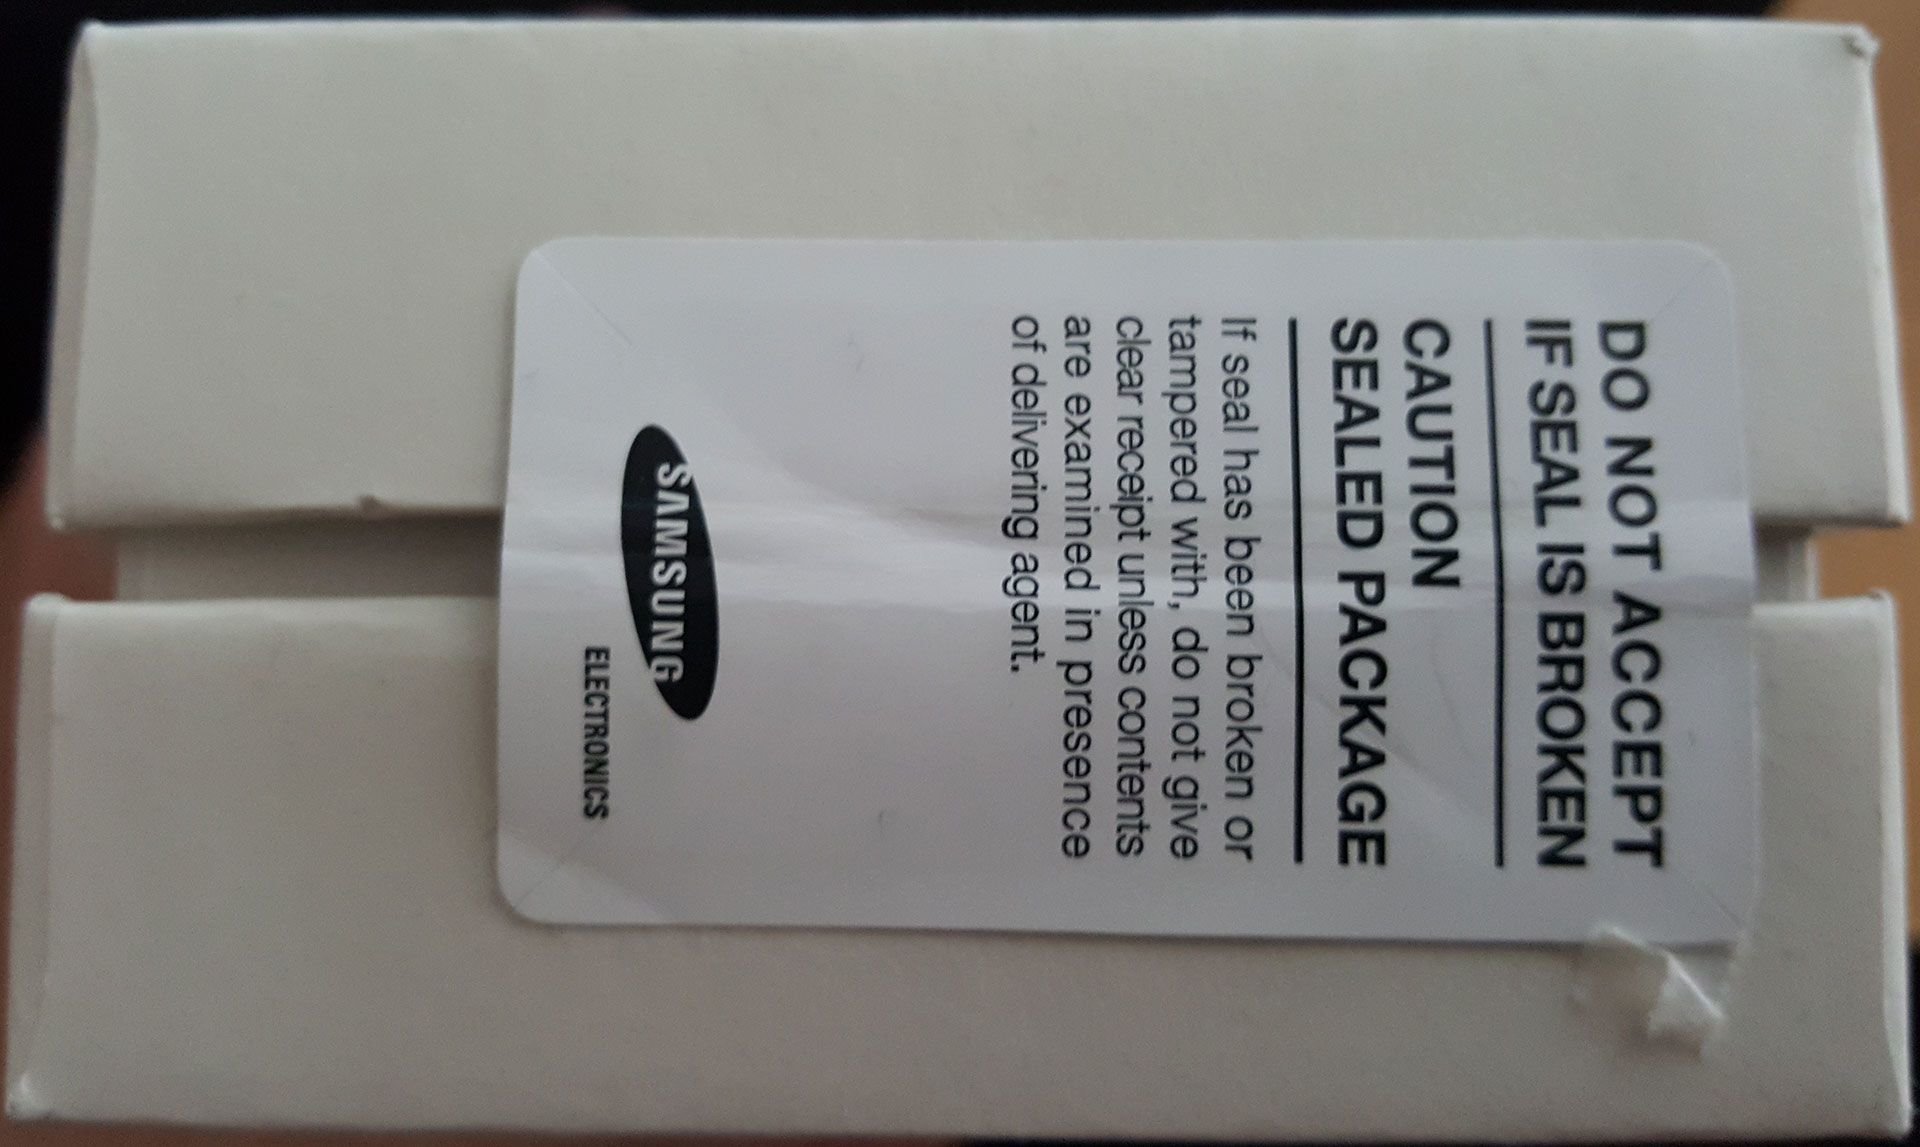 DO NOT ACCEPT
IF SEAL IS BROKEN
CAUTION
SEALED PACKAGE
If seal has been broken or
tampered with, do not give
clear receipt unless contents
are examined in presence
of delivering agent.
SAMSUNG
ELECTRONICS